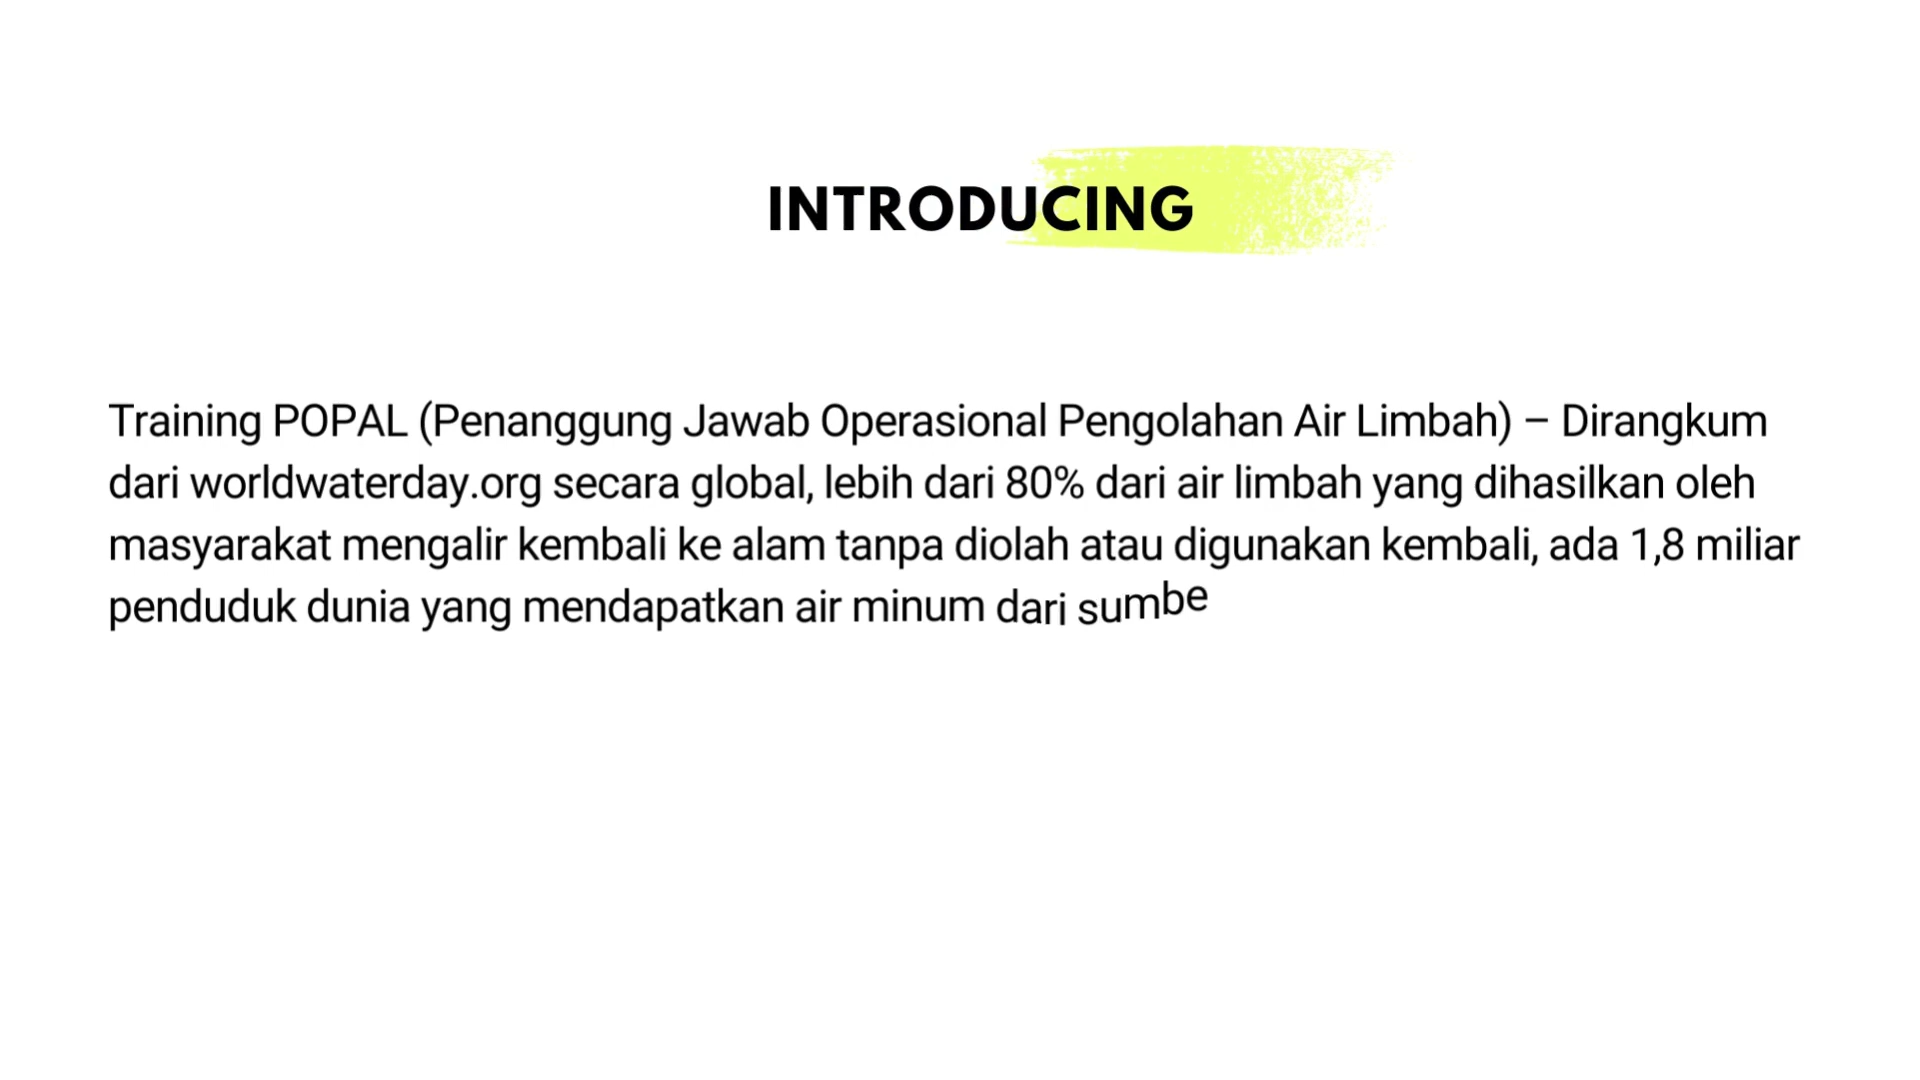 INTRODUCING
Training POPAL (Penanggung Jawab Operasional Pengolahan Air Limbah) – Dirangkum
dari worldwaterday.org secara global, lebih dari 80% dari air limbah yang dihasilkan oleh
masyarakat mengalir kembali ke alam tanpa diolah atau digunakan kembali, ada 1,8 miliar
penduduk dunia yang mendapatkan air minum dari sumbe